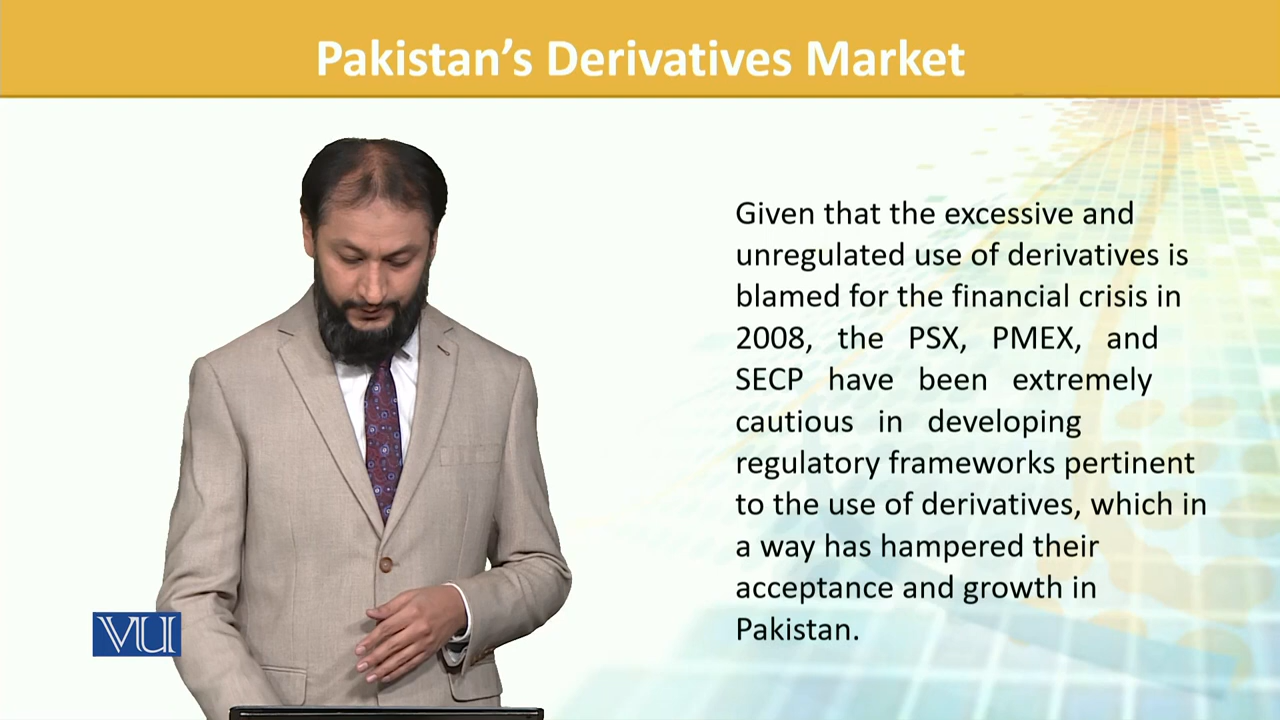 Pakistan's Derivatives Market
Given that the excessive and
unregulated use of derivatives is
blamed for the financial crisis in
2008, the PSX, PMEX, and
SECP have been extremely
cautious in developing
regulatory frameworks pertinent
to the use of derivatives, which in
a way has hampered their
acceptance and growth in
Pakistan.
VU